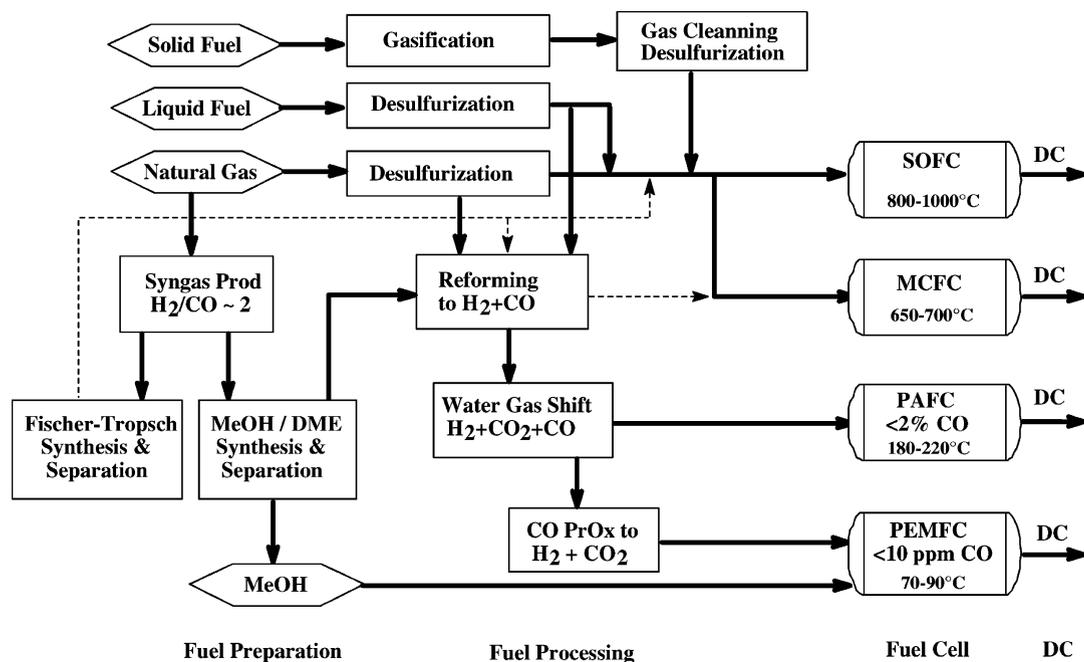 Solid Fuel
Gasification
Gas Cleanning
Desulfurization
Liquid Fuel
Desulfurization
Natural Gas
Desulfurization
SOFC
800-1000°C
DC
Syngas Prod
H2/CO ~ 2
Reforming
to H2+CO
MCFC
650-700°C
DC
Fischer-Tropsch
Synthesis &
Separation
MeOH / DME
Synthesis &
Separation
Water Gas Shift
H2+CO2+CO
PAFC
<2% CO
180-220°C
DC
CO PrOx to
H2 + CO2
PEMFC
<10 ppm CO
70-90°C
DC
MeOH
Fuel Preparation
Fuel Processing
Fuel Cell
DC